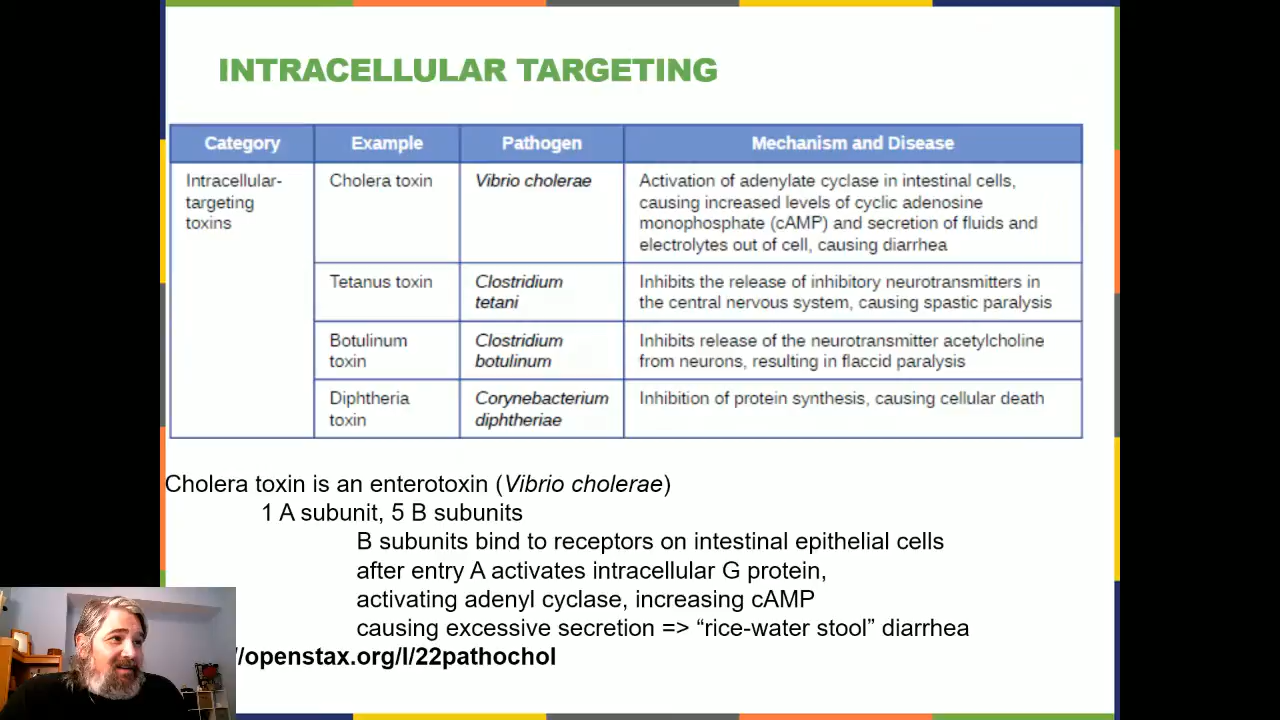 INTRACELLULAR TARGETING
Category Example Pathogen Mechanism and Disease
Intracellular-
targeting
toxins
Cholera toxin
Vibrio cholerae
Activation of adenylate cyclase in intestinal cells,
causing increased levels of cyclic adenosine
monophosphate (cAMP) and secretion of fluids and
electrolytes out of cell, causing diarrhea
Tetanus toxin
Clostridium
tetani
Inhibits the release of inhibitory neurotransmitters in
the central nervous system, causing spastic paralysis
Botulinum
toxin
Clostridium
botulinum
Inhibits release of the neurotransmitter acetylcholine
from neurons, resulting in flaccid paralysis
Diphtheria
toxin
Corynebacterium
diphtheriae
Inhibition of protein synthesis, causing cellular death
Cholera toxin is an enterotoxin (Vibrio cholerae)
1 A subunit, 5 B subunits
B subunits bind to receptors on intestinal epithelial cells
after entry A activates intracellular G protein,
activating adenyl cyclase, increasing cAMP
causing excessive secretion => “rice-water stool” diarrhea
//openstax.org/l/22pathochol